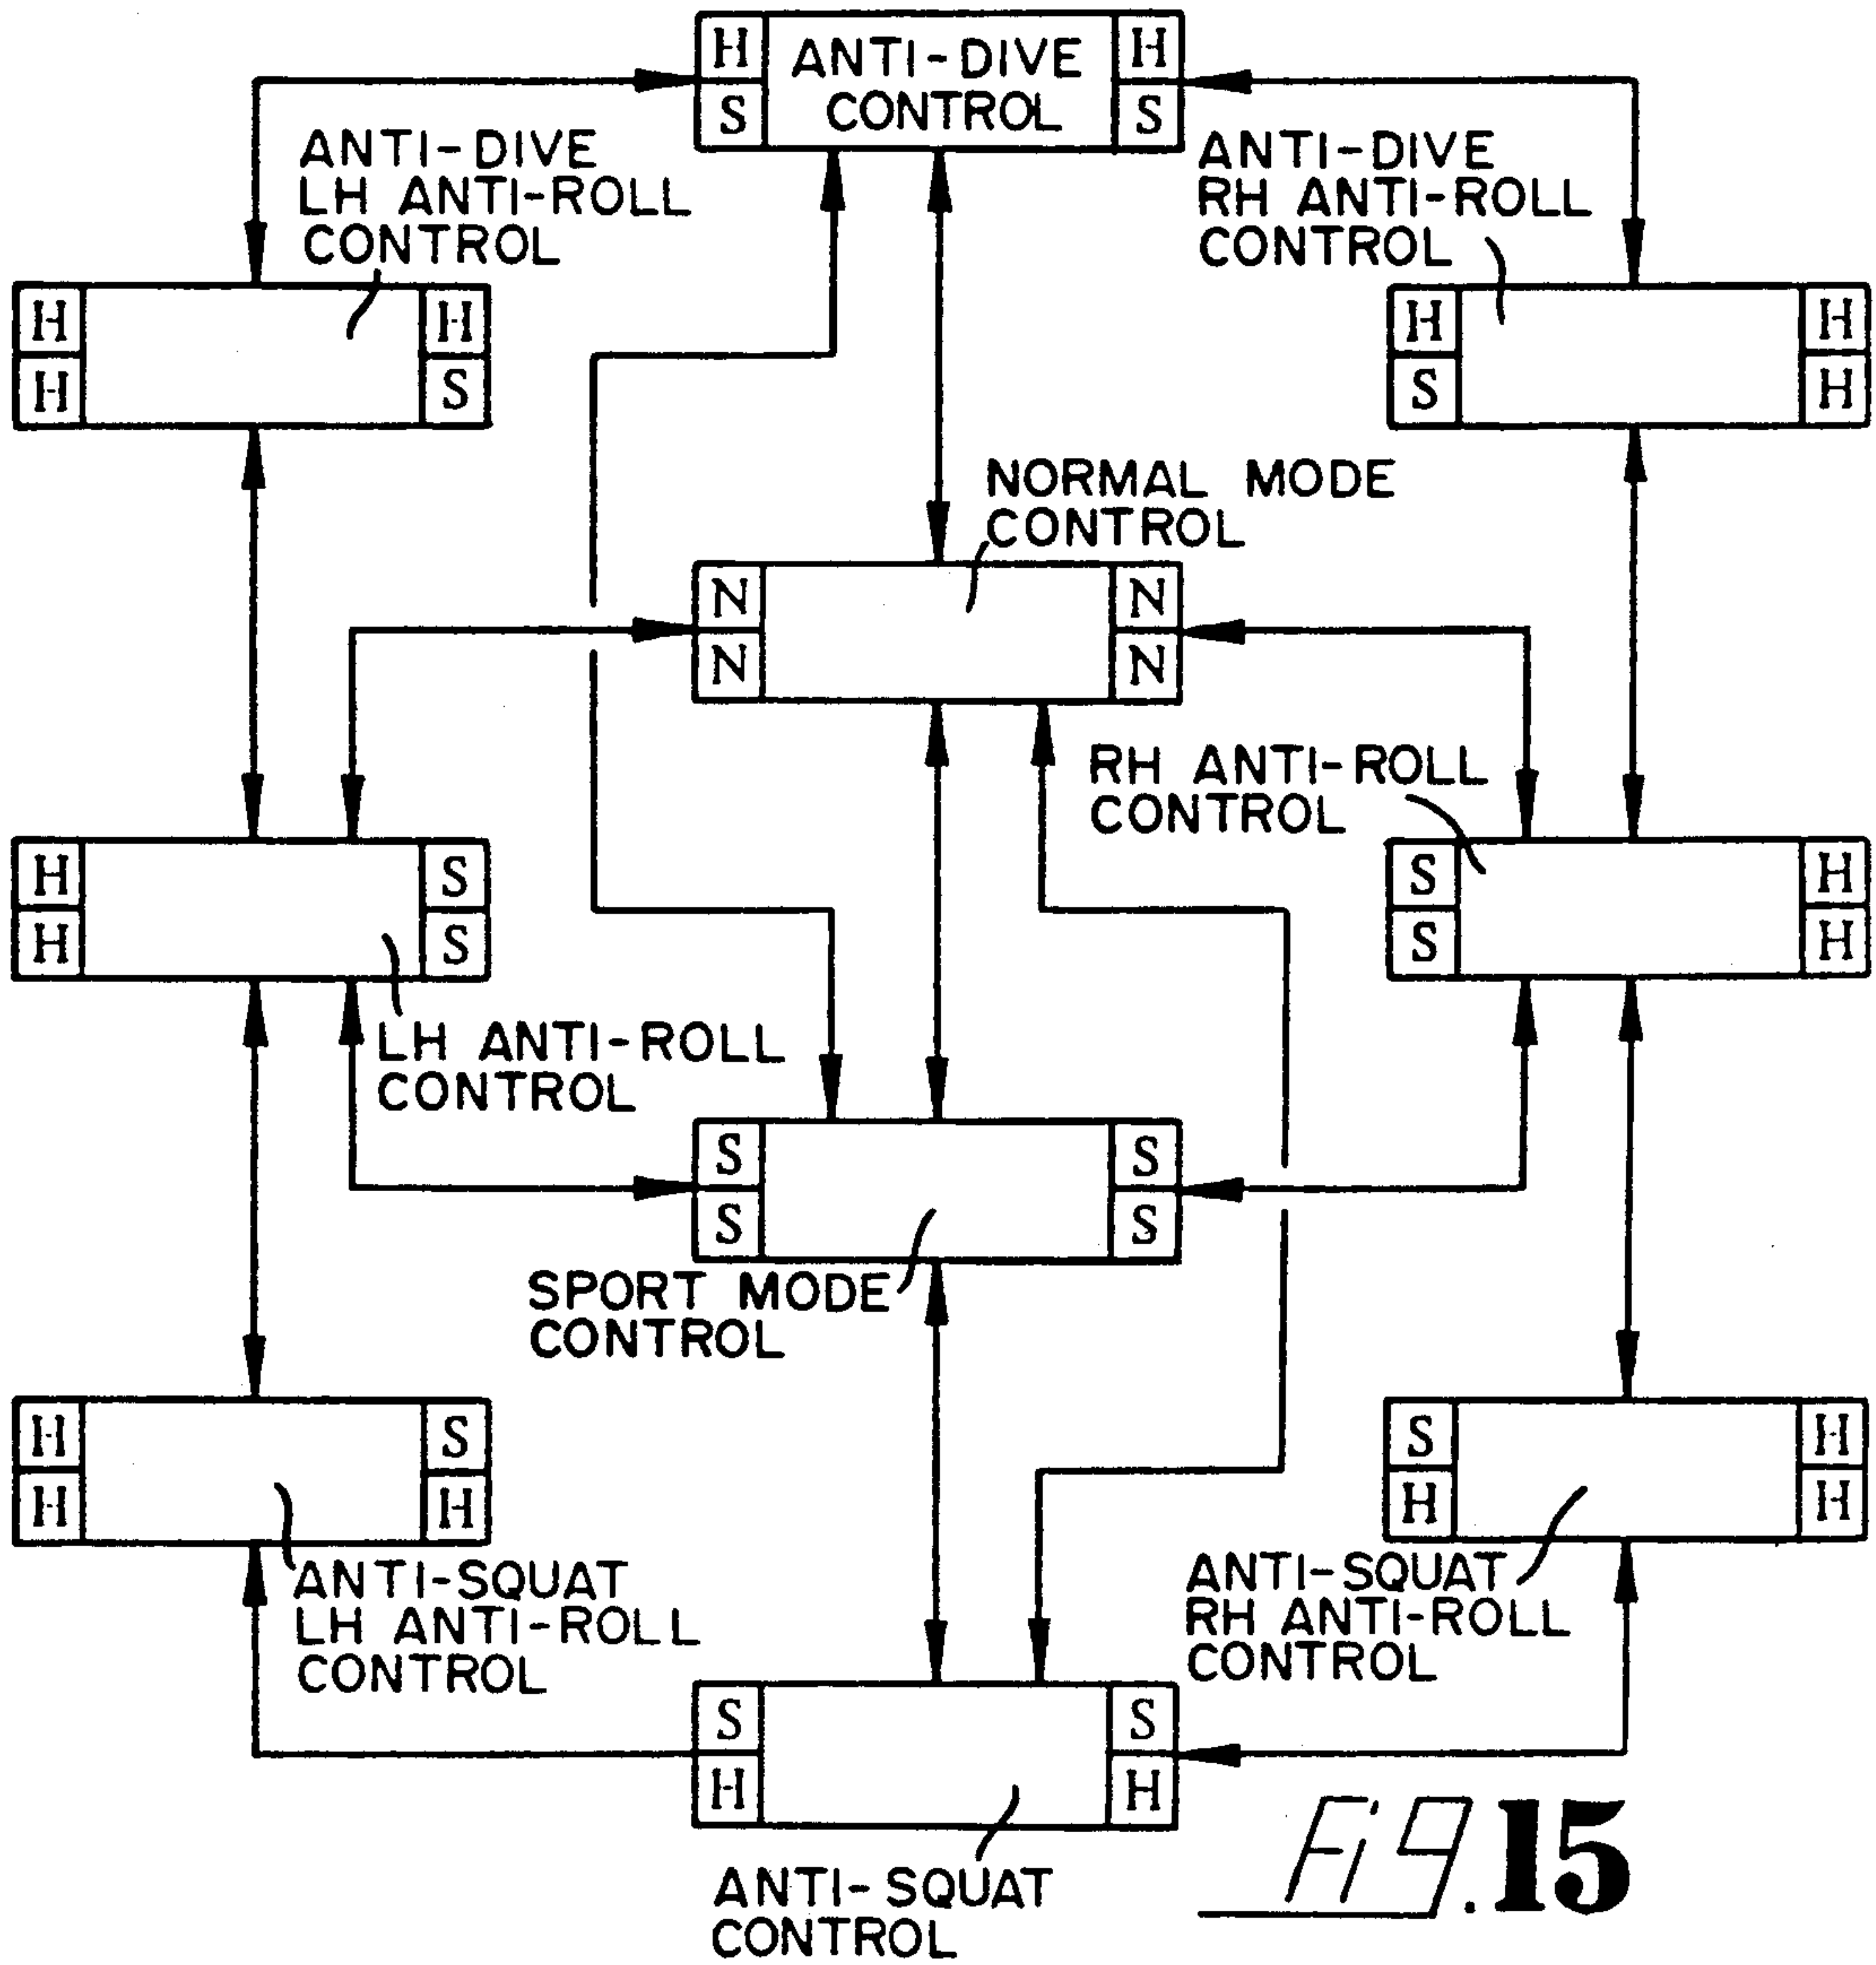 H ANTI-DIVE H
S CONTROL S
ANTI-DIVE
LH ANTI-ROLL
CONTROL
ANTI-DIVE
RH ANTI-ROLL
CONTROL
H H
H S
H H
S H
NORMAL MODE
CONTROL
N N
N N
RH ANTI-ROLL
CONTROL
H S
H S
S H
S H
LH ANTI-ROLL
CONTROL
S S
S S
SPORT MODE
CONTROL
H S
H H
S H
H H
ANTI-SQUAT
LH ANTI-ROLL
CONTROL
ANTI-SQUAT
RH ANTI-ROLL
CONTROL
S S
H H
ANTI-SQUAT
CONTROL
Fig.15